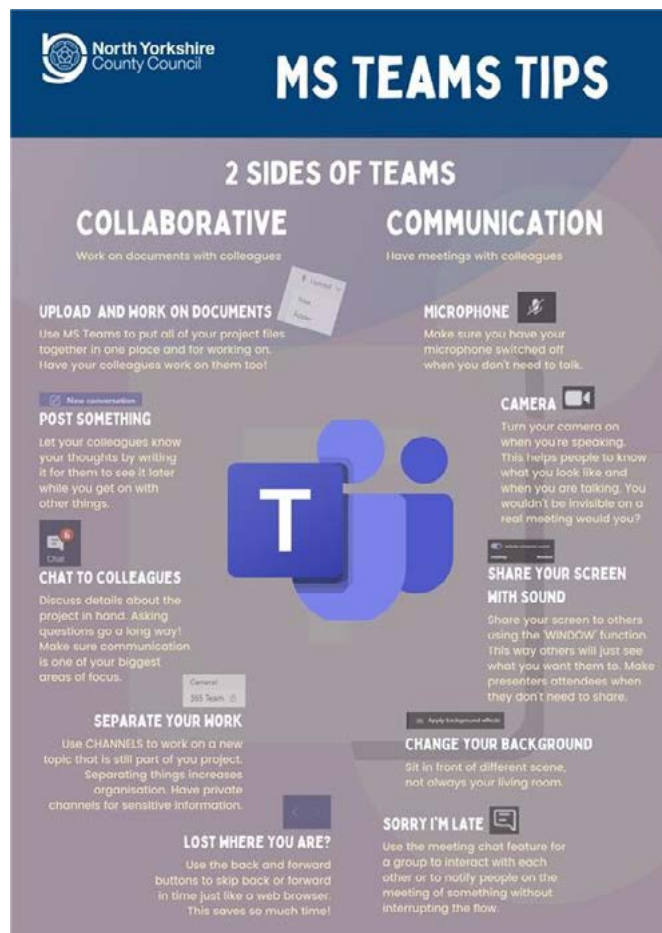 North Yorkshire
County Council
MS TEAMS TIPS
2 SIDES OF TEAMS
COLLABORATIVE
Work on documents with colleagues
UPLOAD AND WORK ON DOCUMENTS
Use MS Teams to put all of your project files
together in one place and for working on.
Have your colleagues work on them too!
New conversation
POST SOMETHING
Let your colleagues know
your thoughts by writing
it for them to see it later
while you get on with
other things.
6
Chat
CHAT TO COLLEAGUES
Discuss details about the
project in hand. Asking
questions go a long way!
Make sure communication
is one of your biggest
areas of focus.
General
365 Team
SEPARATE YOUR WORK
Use CHANNELS to work on a new
topic that is still part of you project.
Separating things increases
organisation. Have private
channels for sensitive information.
LOST WHERE YOU ARE?
Use the back and forward
buttons to skip back or forward
in time just like a web browser.
This saves so much time!
T
COMMUNICATION
Have meetings with colleagues
MICROPHONE
Make sure you have your
microphone switched off
when you don't need to talk.
CAMERA
Turn your camera on
when you're speaking.
This helps people to know
what you look like and
when you are talking. You
wouldn't be invisible on a
real meeting would you?
SHARE YOUR SCREEN
WITH SOUND
Share your screen to others
using the 'WINDOW' function.
This way others will just see
what you want them to. Make
presenters attendees when
they don't need to share.
Apply background effects
CHANGE YOUR BACKGROUND
Sit in front of different scene,
not always your living room.
SORRY I'M LATE
Use the meeting chat feature for
a group to interact with each
other or to notify people on the
meeting of something without
interrupting the flow.